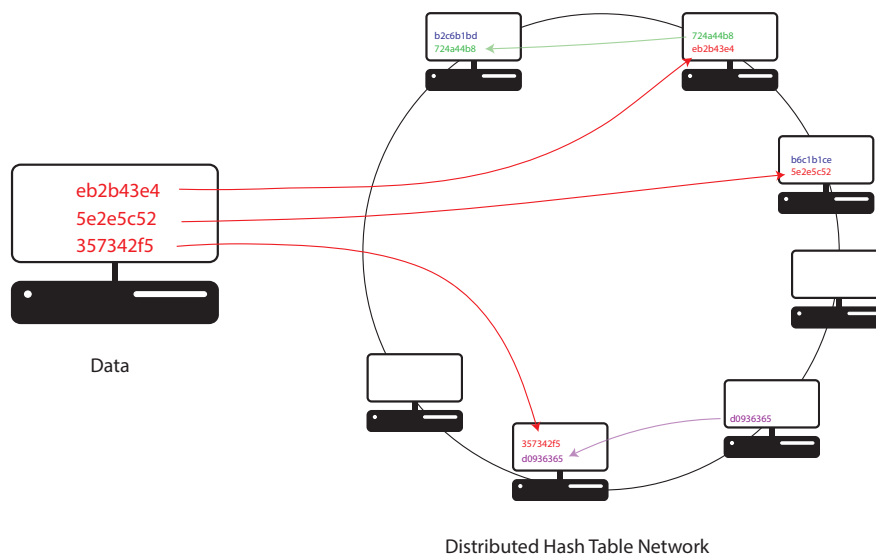 b2c6b1bd
724a44b8
724a44b8
eb2b43e4
b6c1b1ce
5e2e5c52
eb2b43e4
5e2e5c52
357342f5
Data
d0936365
357342f5
d0936365
Distributed Hash Table Network